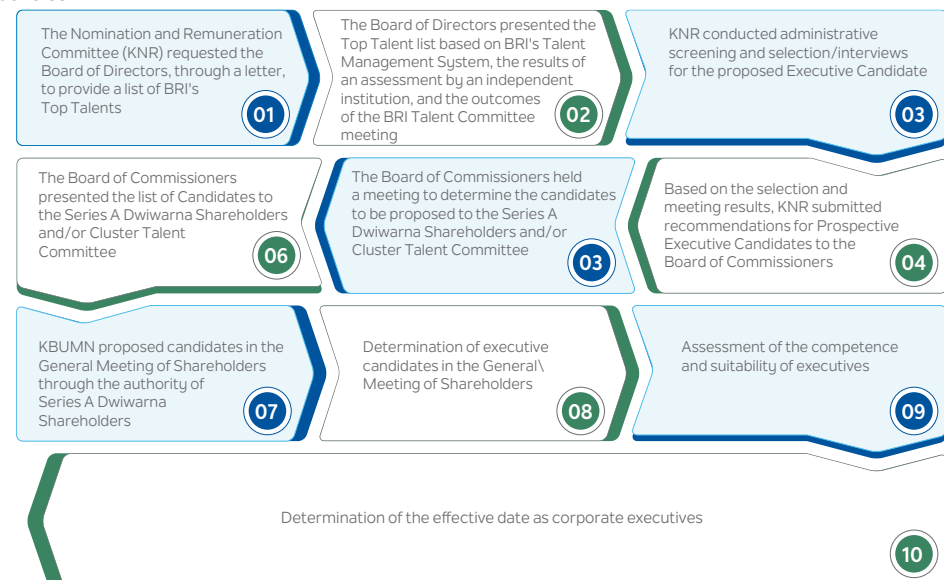 The Nomination and Remuneration
Committee (KNR) requested the
Board of Directors, through a letter,
to provide a list of BRI's
Top Talents
01
The Board of Directors presented the
Top Talent list based on BRI's Talent
Management System, the results of
an assessment by an independent
institution, and the outcomes
of the BRI Talent Committee
meeting
02
KNR conducted administrative
screening and selection/interviews
for the proposed Executive Candidate
03
Based on the selection and
meeting results, KNR submitted
recommendations for Prospective
Executive Candidates to the
Board of Commissioners
04
The Board of Commissioners held
a meeting to determine the candidates
to be proposed to the Series A
Dwiwarna Shareholders and/or
Cluster Talent Committee
03
The Board of Commissioners
presented the list of Candidates to
the Series A Dwiwarna Shareholders
and/or Cluster Talent
Committee
06
KBUMN proposed candidates in the
General Meeting of Shareholders
through the authority of
Series A Dwiwarna
Shareholders
07
Determination of executive
candidates in the General\
Meeting of Shareholders
08
Assessment of the competence
and suitability of executives
09
Determination of the effective date as corporate executives
10